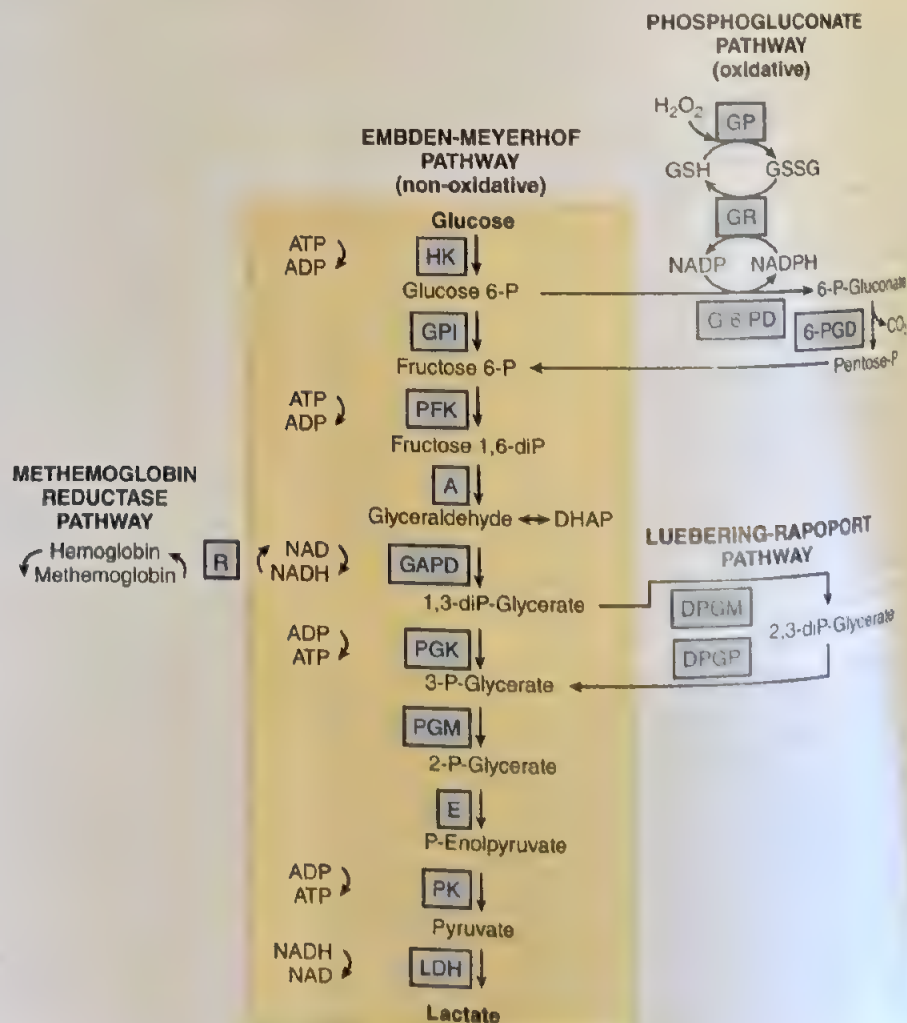 PHOSPHOGLUCONATE
PATHWAY
(oxidative)
H₂O₂
GP
GSH GSSG
GR
NADP NADPH
6-P-Gluconate
G 6 PD
6-PGD
CO₂
Pentose-P
EMBDEN-MEYERHOF
PATHWAY
(non-oxidative)
Glucose
ATP
ADP
HK
Glucose 6-P
GPI
Fructose 6-P
ATP
ADP
PFK
Fructose 1,6-diP
A
Glyceraldehyde ↔ DHAP
METHEMOGLOBIN
REDUCTASE
PATHWAY
Hemoglobin
Methemoglobin
R
NAD
NADH
GAPD
1,3-diP-Glycerate
LUEBERING-RAPOPORT
PATHWAY
DPGM
2,3-diP-Glycerate
DPGP
ADP
ATP
PGK
3-P-Glycerate
PGM
2-P-Glycerate
E
P-Enolpyruvate
ADP
ATP
PK
Pyruvate
NADH
NAD
LDH
Lactate